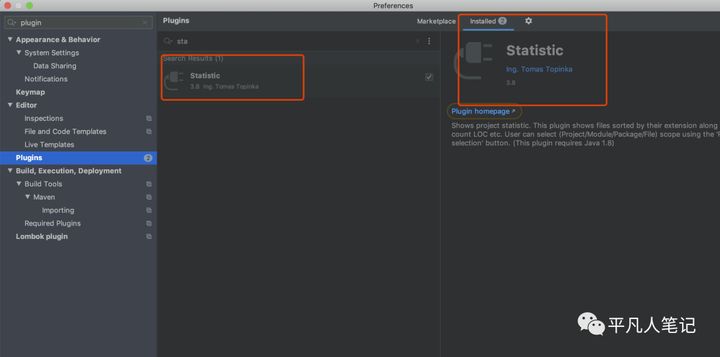 Preferences
plugin
Appearance & Behavior
System Settings
Data Sharing
Notifications
Keymap
Editor
Inspections
File and Code Templates
Live Templates
Plugins
2
Build, Execution, Deployment
Build Tools
Maven
Importing
Required Plugins
Lombok plugin
Plugins
Marketplace
Installed 2
sta
Search Results (1)
Statistic
3.8 Ing. Tomas Topinka
Statistic
Ing. Tomas Topinka
3.8
Plugin homepage ↗
Shows project statistic. This plugin shows files sorted by their extension along
count LOC etc. User can select (Project/Module/Package/File) scope using the
selection' button. (This plugin requires Java 1.8)
平凡人笔记